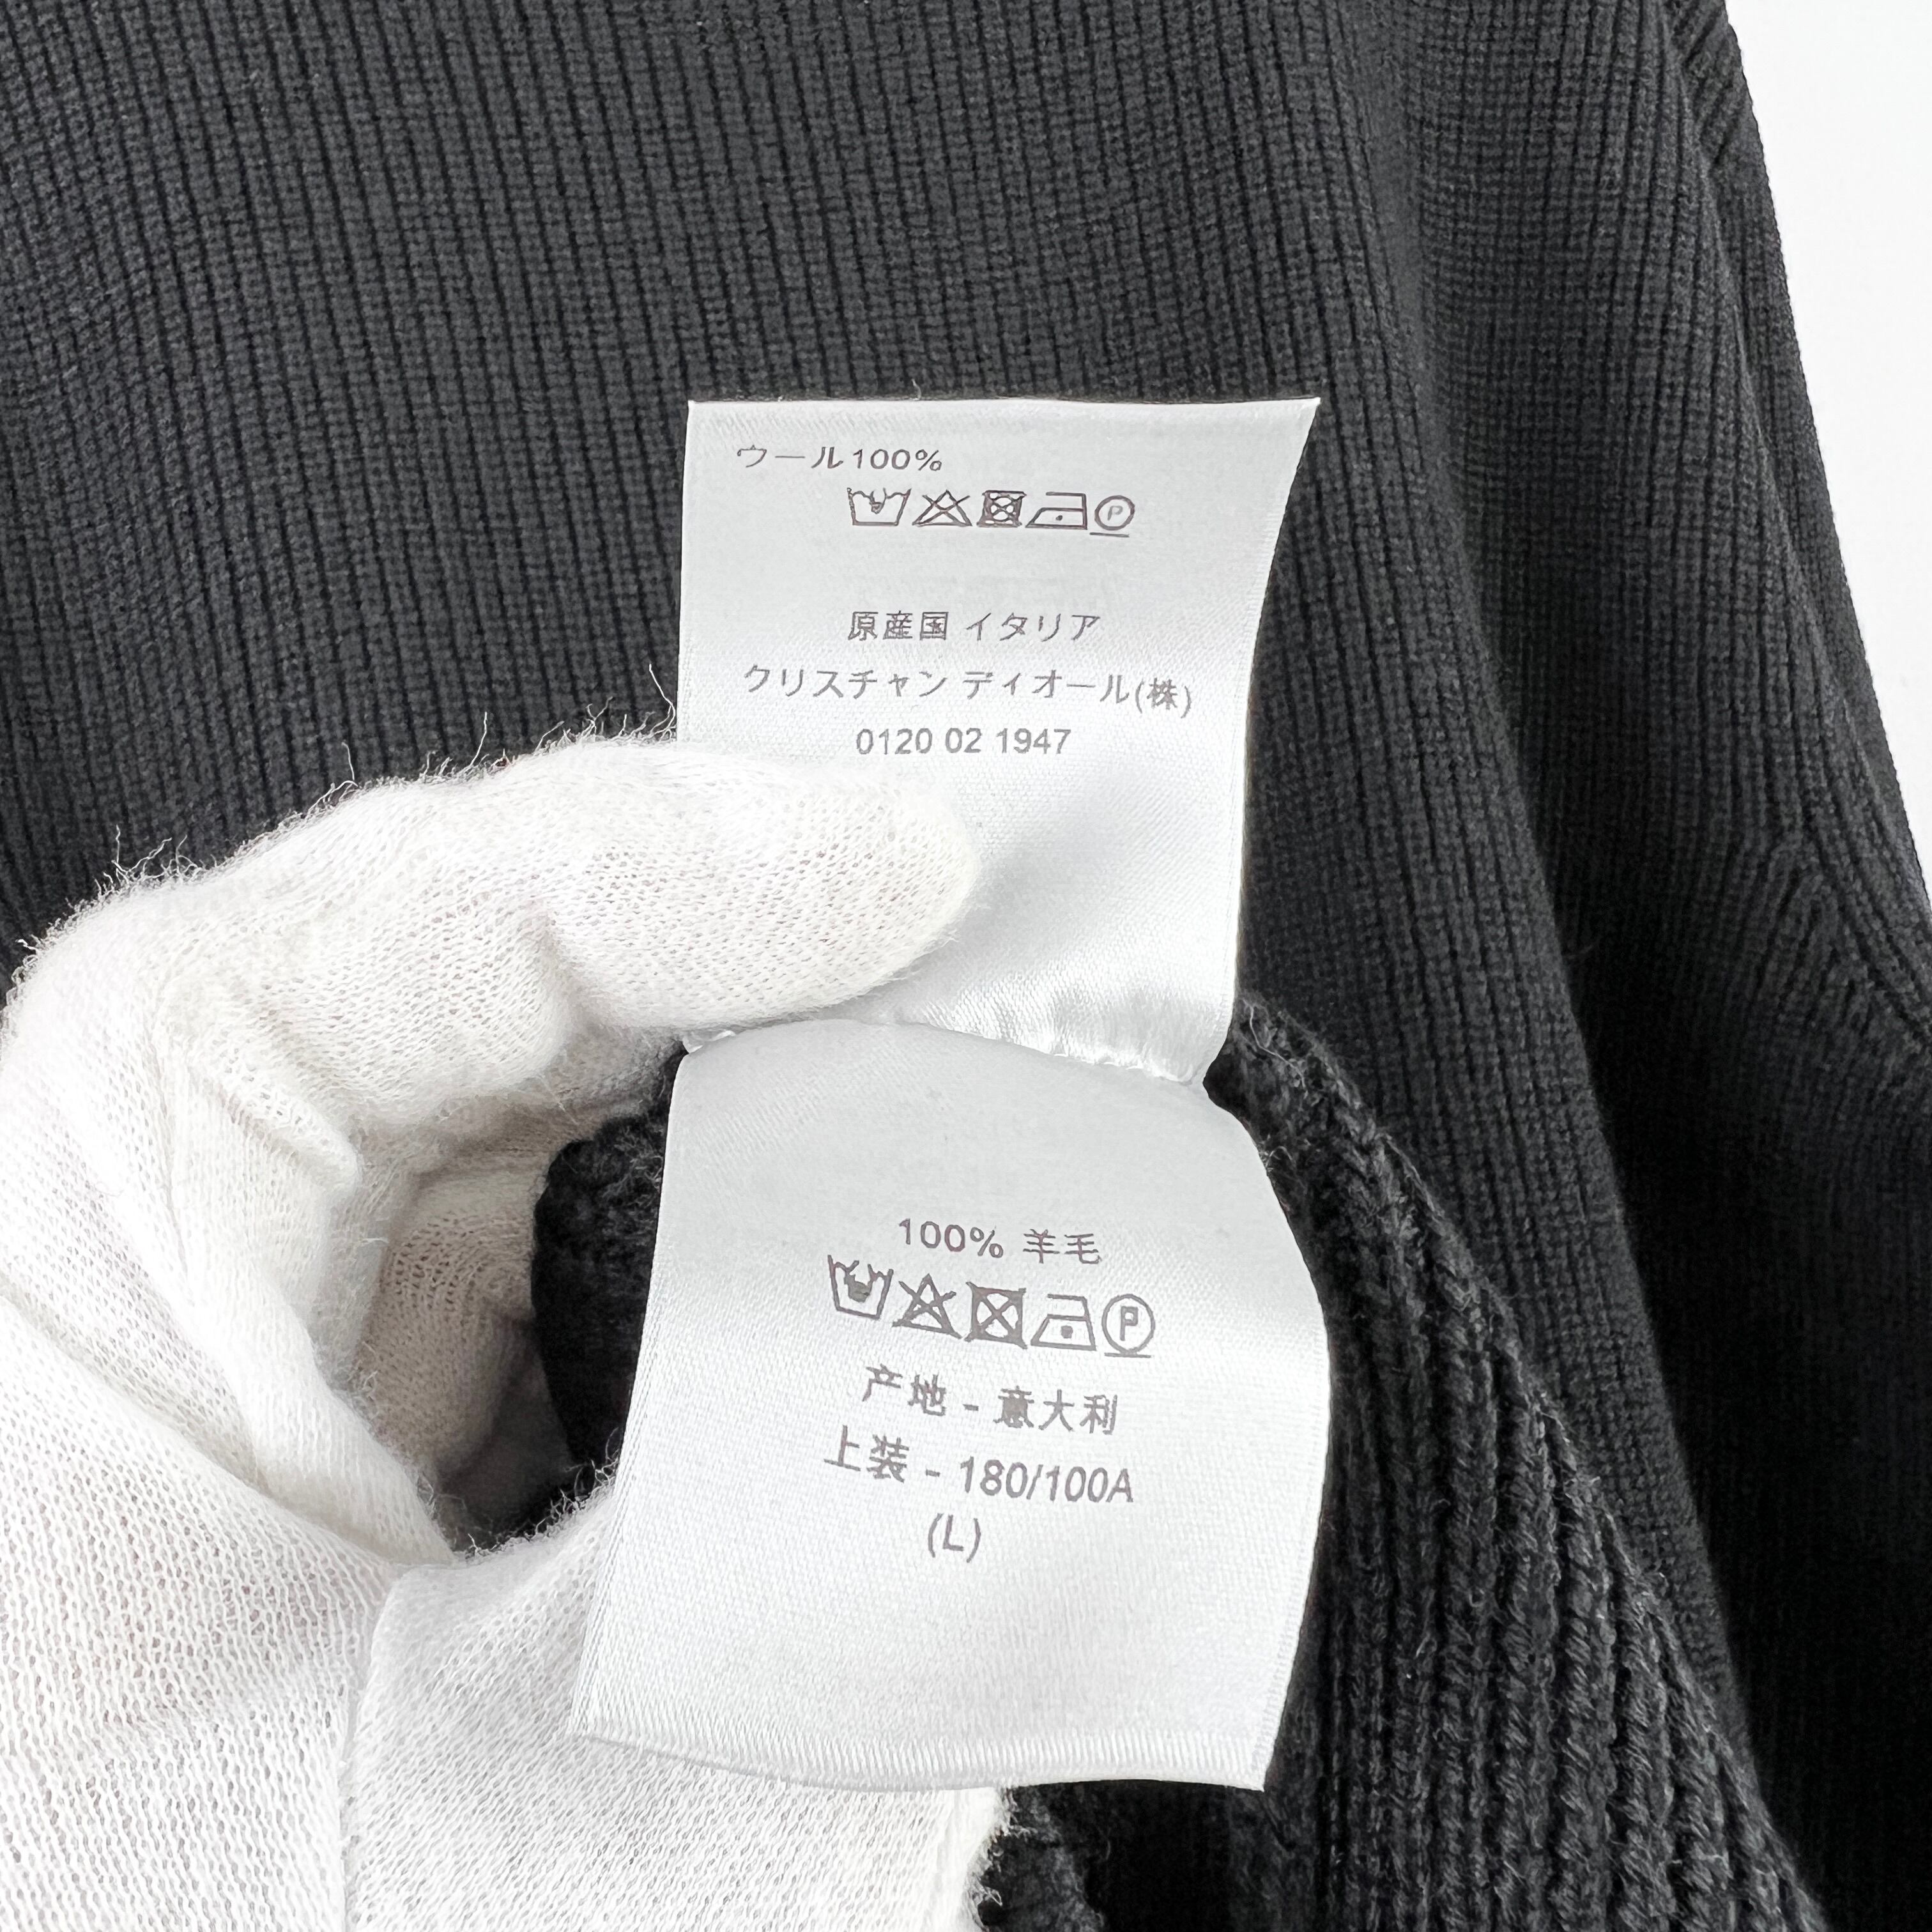 ウール100%
P
原産国 イタリア
クリスチャン ディオール(株)
0120 02 1947
100% 羊毛
P
产地 - 意大利
上装 - 180/100A
(L)